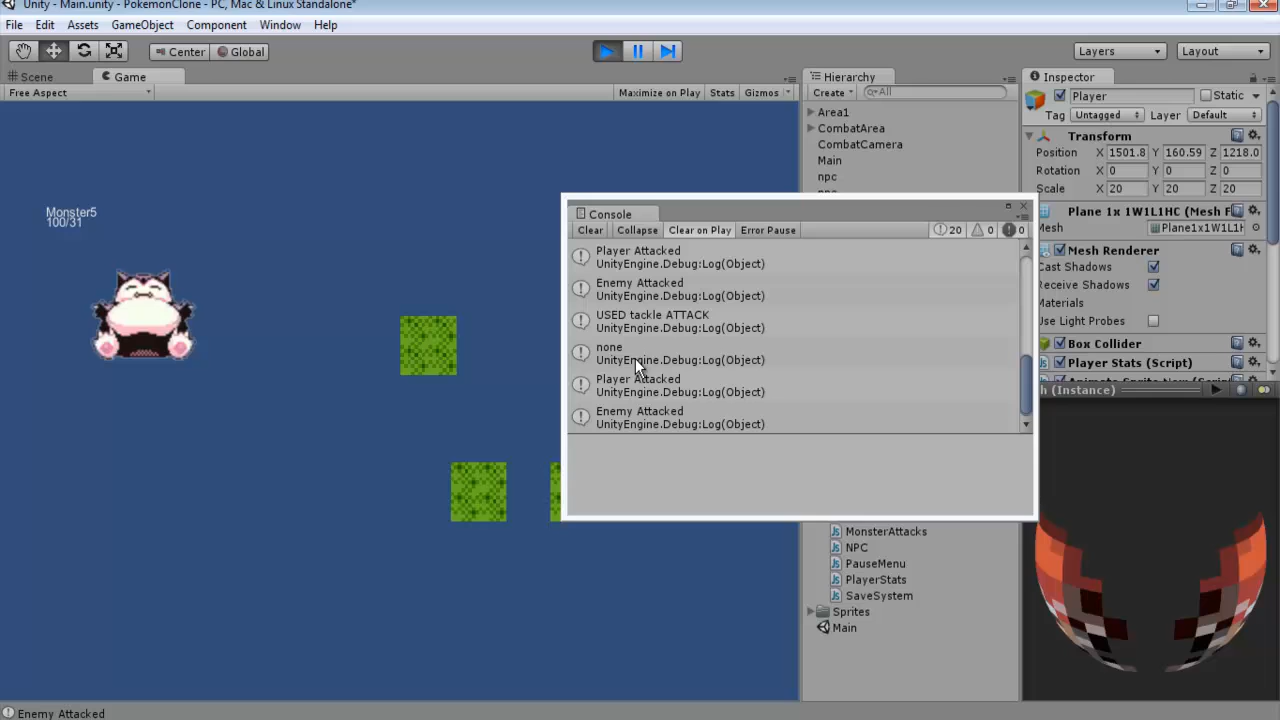 Unity - Main.unity - PokemonClone - PC, Mac & Linux Standalone*
File Edit Assets GameObject Component Window Help
Center Global Layers Layout
Scene Game Hierarchy Inspector
Free Aspect Maximize on Play Stats Gizmos Create All
Player Static
Tag Untagged Layer Default
Area1
CombatArea
CombatCamera
Main
npc
Transform
Position X 1501.8 Y 160.59 Z 1218.0
Rotation X 0 Y 0 Z 0
Scale X 20 Y 20 Z 20
Plane 1x 1W1L1HC (Mesh F
Mesh Plane1x1W1L1H
Mesh Renderer
Cast Shadows
Receive Shadows
Materials
Use Light Probes
Box Collider
Player Stats (Script)
h (Instance)
Monster5
100/31
Console
Clear Collapse Clear on Play Error Pause 20 0 0
Player Attacked
UnityEngine.Debug:Log(Object)
Enemy Attacked
UnityEngine.Debug:Log(Object)
USED tackle ATTACK
UnityEngine.Debug:Log(Object)
none
UnityEngine.Debug:Log(Object)
Player Attacked
UnityEngine.Debug:Log(Object)
Enemy Attacked
UnityEngine.Debug:Log(Object)
MonsterAttacks
NPC
PauseMenu
PlayerStats
SaveSystem
Sprites
Main
Enemy Attacked